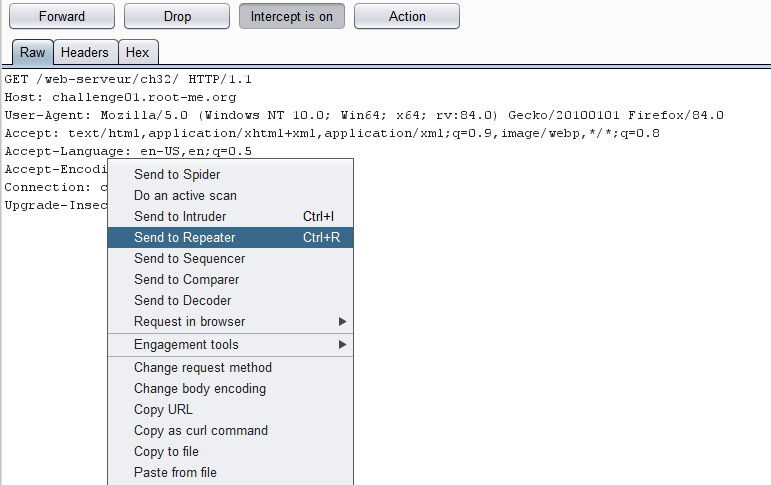 Forward Drop Intercept is on Action
Raw Headers Hex
GET /web-serveur/ch32/ HTTP/1.1
Host: challenge01.root-me.org
User-Agent: Mozilla/5.0 (Windows NT 10.0; Win64; x64; rv:84.0) Gecko/20100101 Firefox/84.0
Accept: text/html,application/xhtml+xml,application/xml;q=0.9,image/webp,*/*;q=0.8
Accept-Language: en-US,en;q=0.5
Accept-Encodi
Connection: c
Upgrade-Insec
Send to Spider
Do an active scan
Send to Intruder Ctrl+I
Send to Repeater Ctrl+R
Send to Sequencer
Send to Comparer
Send to Decoder
Request in browser
Engagement tools
Change request method
Change body encoding
Copy URL
Copy as curl command
Copy to file
Paste from file